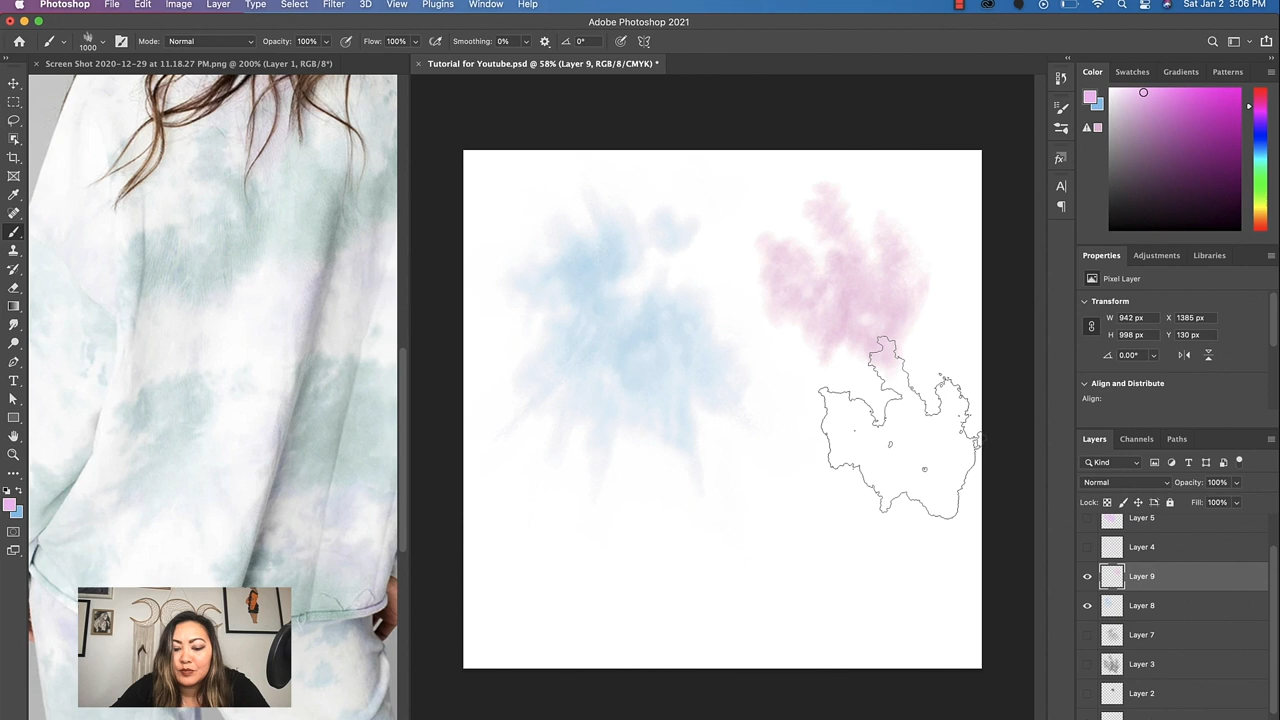 Photoshop File Edit Image Layer Type Select Filter 3D View Plugins Window Help Sat Jan 2 3:06 PM
Adobe Photoshop 2021
1000 Mode: Normal Opacity: 100% Flow: 100% Smoothing: 0% 0°
Screen Shot 2020-12-29 at 11.18.27 PM.png @ 200% (Layer 1, RGB/8*)
Tutorial for Youtube.psd @ 58% (Layer 9, RGB/8/CMYK) *
Color Swatches Gradients Patterns
Properties Adjustments Libraries
Pixel Layer
Transform
W 942 px X 1385 px
H 998 px Y 130 px
0.00°
Align and Distribute
Align:
Layers Channels Paths
Kind
Normal Opacity: 100%
Lock: Fill: 100%
Layer 5
Layer 4
Layer 9
Layer 8
Layer 7
Layer 3
Layer 2